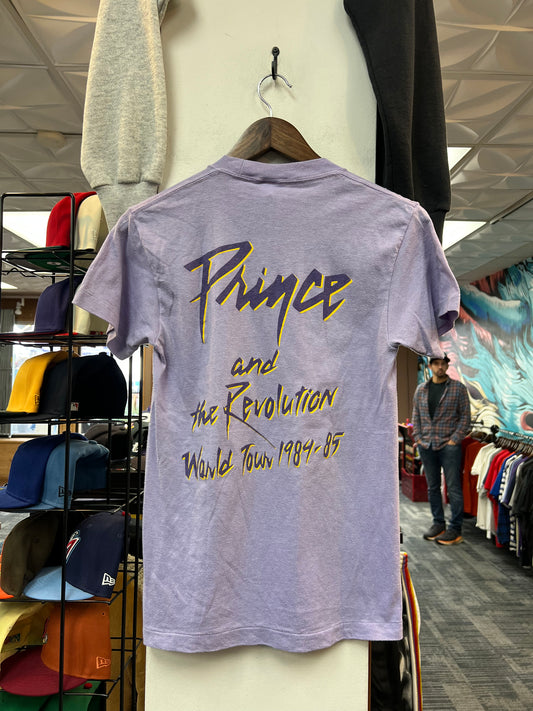 Prince
and
the Revolution
World Tour 1984-85